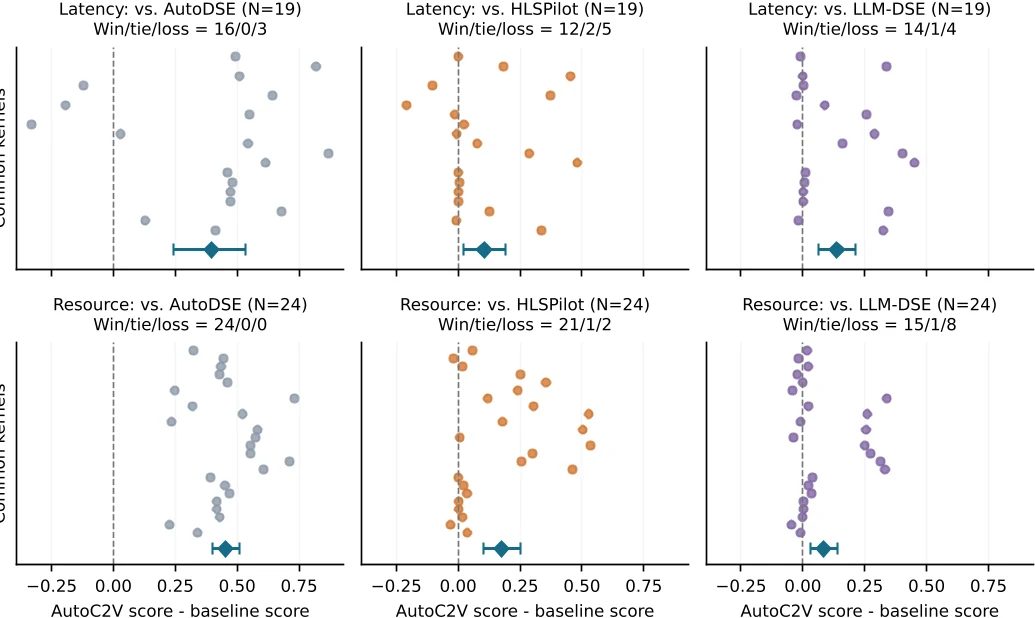 Latency: vs. AutoDSE (N=19)
Win/tie/loss = 16/0/3
Latency: vs. HLSPilot (N=19)
Win/tie/loss = 12/2/5
Latency: vs. LLM-DSE (N=19)
Win/tie/loss = 14/1/4
Resource: vs. AutoDSE (N=24)
Win/tie/loss = 24/0/0
Resource: vs. HLSPilot (N=24)
Win/tie/loss = 21/1/2
Resource: vs. LLM-DSE (N=24)
Win/tie/loss = 15/1/8
−0.25 0.00 0.25 0.50 0.75
−0.25 0.00 0.25 0.50 0.75
−0.25 0.00 0.25 0.50 0.75
AutoC2V score - baseline score
AutoC2V score - baseline score
AutoC2V score - baseline score